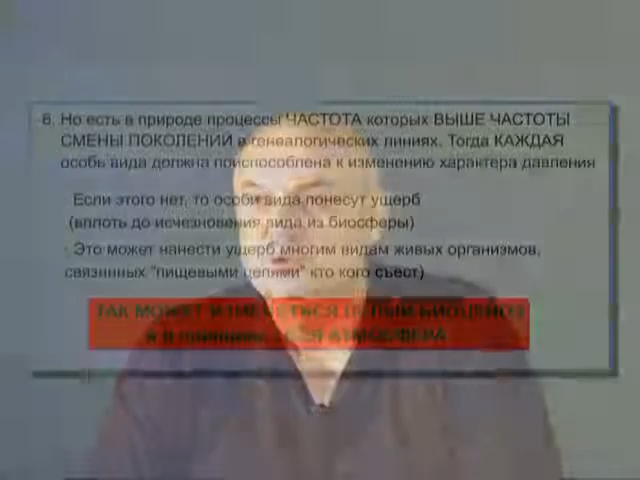 6. Но есть в природе процессы ЧАСТОТА которых ВЫШЕ ЧАСТОТЫ
СМЕНЫ ПОКОЛЕНИЙ в генеалогических линиях. Тогда КАЖДАЯ
особь вида должна приспособлена к изменению характера давления
Если этого нет, то особи вида понесут ущерб
(вплоть до исчезновения вида из биосферы)
- Это может нанести ущерб многим видам живых организмов,
связнных "пищевыми цепями" кто кого съест)
ТАК МОЖЕТ БИОЦЕНОЗ
и в